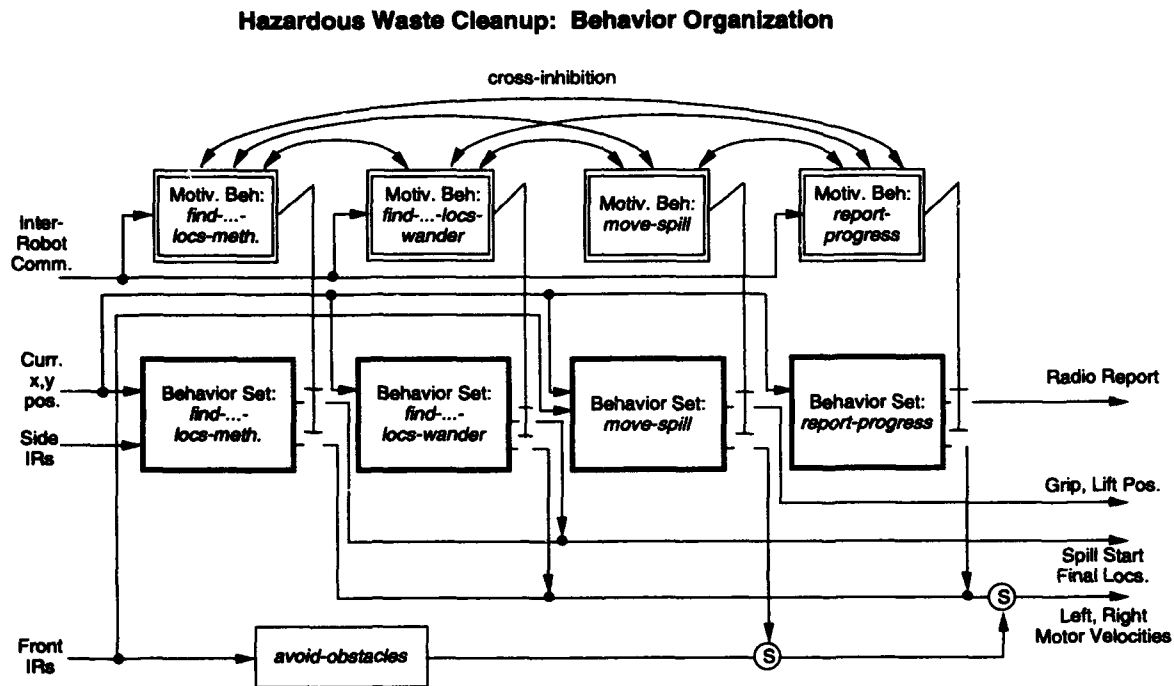 Hazardous Waste Cleanup: Behavior Organization
cross-inhibition
Motiv. Beh:
find-...-
locs-meth.
Motiv. Beh:
find-...-locs-
wander
Motiv. Beh:
move-spill
Motiv. Beh:
report-
progress
Inter-
Robot
Comm.
Curr.
x,y
pos.
Side
IRs
Behavior Set:
find-...-
locs-meth.
Behavior Set:
find-...-
locs-wander
Behavior Set:
move-spill
Behavior Set:
report-progress
Radio Report
Grip, Lift Pos.
Spill Start
Final Locs.
S
Left, Right
Motor Velocities
Front
IRs
avoid-obstacles
S